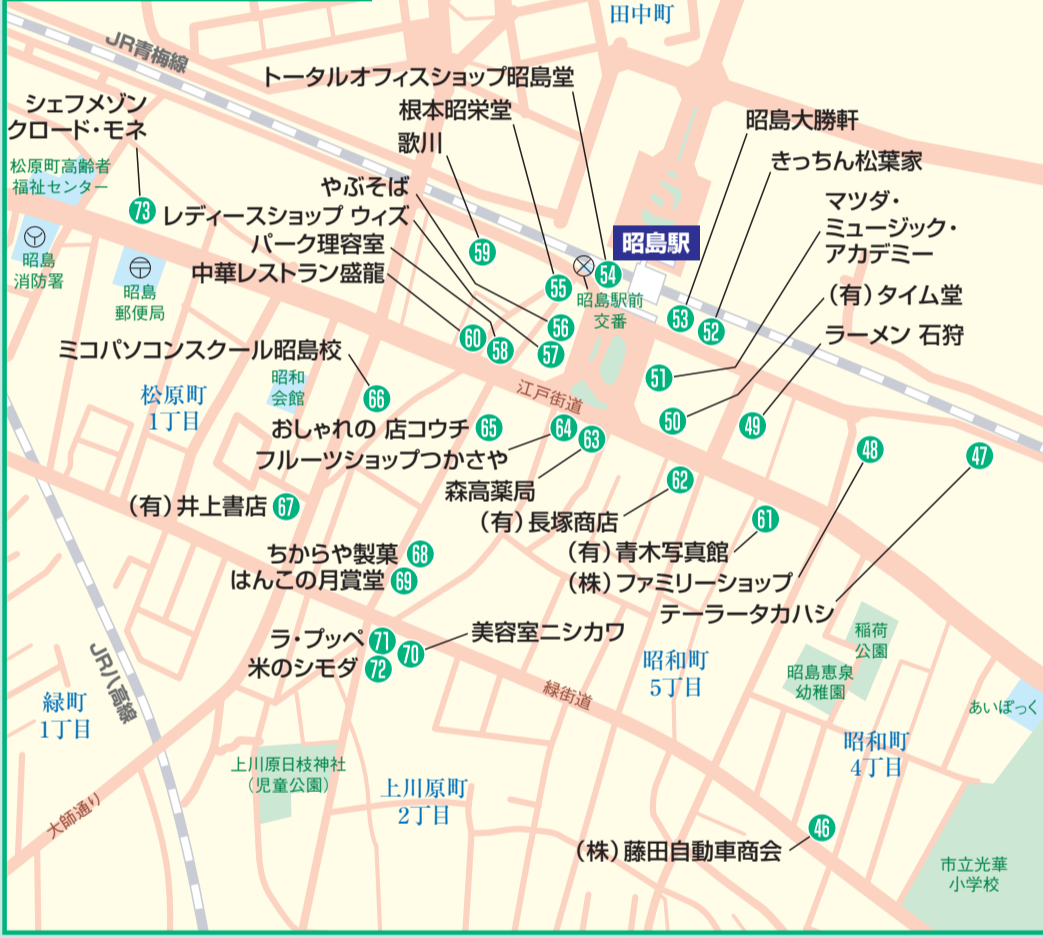 田中町
JR青梅線
トータルオフィスショップ昭島堂
シェフメゾン
クロード・モネ
根本昭栄堂
歌川
昭島大勝軒
きっちん松葉家
松原町高齢者
福祉センター
やぶそば
マツダ・
ミュージック・
アカデミー
73
レディースショップ ウィズ
パーク理容室
中華レストラン盛龍
59
昭島駅
昭島
消防署
昭島
郵便局
55
54
昭島駅前
交番
53
52
(有)タイム堂
ラーメン 石狩
60
58
56
57
ミコパソコンスクール昭島校
昭和
会館
66
江戸街道
51
50
49
松原町
1丁目
おしゃれの 店コウチ
65
64
63
フルーツショップつかさや
48
47
森高薬局
62
(有)井上書店
67
(有)長塚商店
61
ちからや製菓
68
(有)青木写真館
はんこの月賞堂
69
(株)ファミリーショップ
テーラータカハシ
ラ・プッペ
71
70
美容室ニシカワ
米のシモダ
72
稲荷
公園
昭島恵泉
幼稚園
昭和町
5丁目
JR八高線
緑街道
緑町
1丁目
あいぽっく
昭和町
4丁目
上川原日枝神社
(児童公園)
上川原町
2丁目
大師通り
46
(株)藤田自動車商会
市立光華
小学校